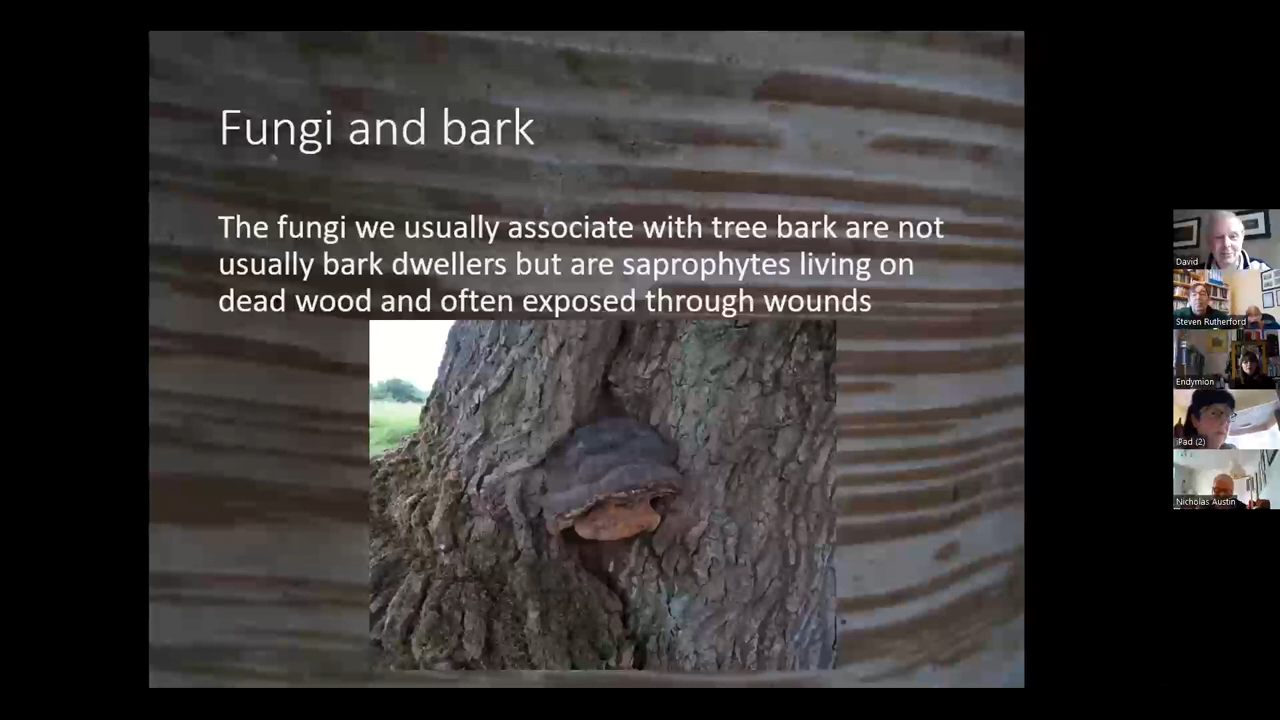 Fungi and bark
The fungi we usually associate with tree bark are not
usually bark dwellers but are saprophytes living on
dead wood and often exposed through wounds
David
Steven Rutherford
Endymion
iPad (2)
Nicholas Austin